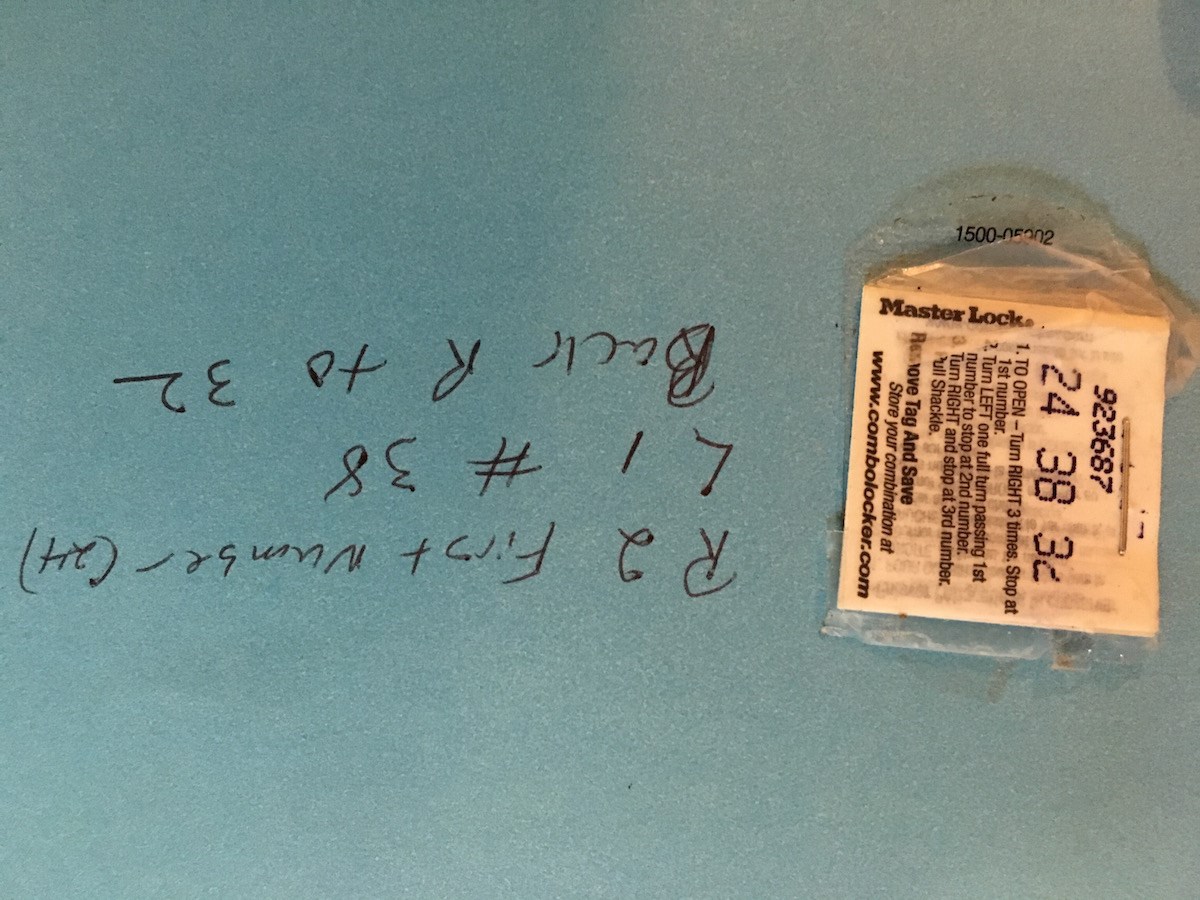 R 2 First Number (24)
L 1 # 38
Back R to 32
1500-05902
923687
24 38 32
1. TO OPEN – Turn RIGHT 3 times. Stop at
1st number.
2. Turn LEFT one full turn passing 1st
number to stop at 2nd number.
3. Turn RIGHT and stop at 3rd number.
Pull Shackle.
Remove Tag And Save
Store your combination at
www.combolocker.com
Master Lock®